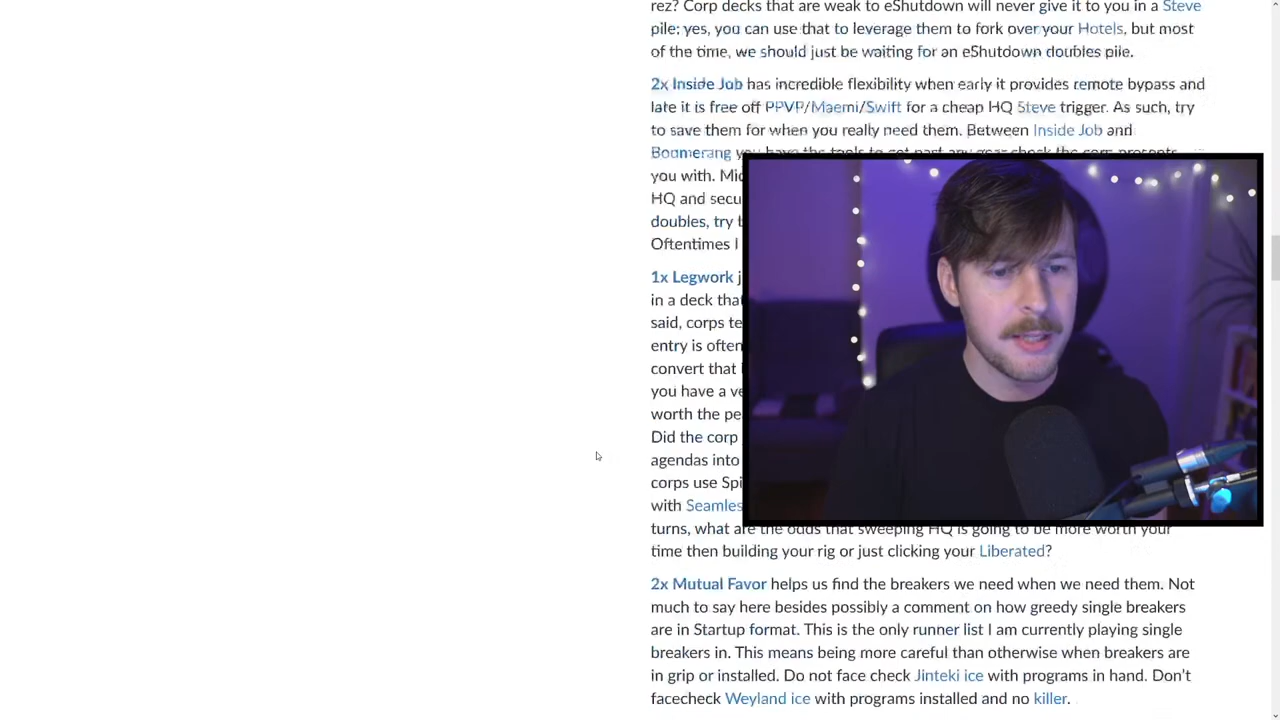 rez? Corp decks that are weak to eShutdown will never give it to you in a Steve
pile: yes, you can use that to leverage them to fork over your Hotels, but most
of the time, we should just be waiting for an eShutdown doubles pile.
2x Inside Job has incredible flexibility when early it provides remote bypass and
late it is free off PPVP/Maemi/Swift for a cheap HQ Steve trigger. As such, try
to save them for when you really need them. Between Inside Job and
Boomerang you have the tools to get past any gear check the corp presents
you with. Mid
HQ and secu
doubles, try b
Oftentimes I
1x Legwork j
in a deck that
said, corps te
entry is often
convert that i
you have a ve
worth the pe
Did the corp
agendas into
corps use Spi
with Seamles
turns, what are the odds that sweeping HQ is going to be more worth your
time then building your rig or just clicking your Liberated?
2x Mutual Favor helps us find the breakers we need when we need them. Not
much to say here besides possibly a comment on how greedy single breakers
are in Startup format. This is the only runner list I am currently playing single
breakers in. This means being more careful than otherwise when breakers are
in grip or installed. Do not face check Jinteki ice with programs in hand. Don't
facecheck Weyland ice with programs installed and no killer.